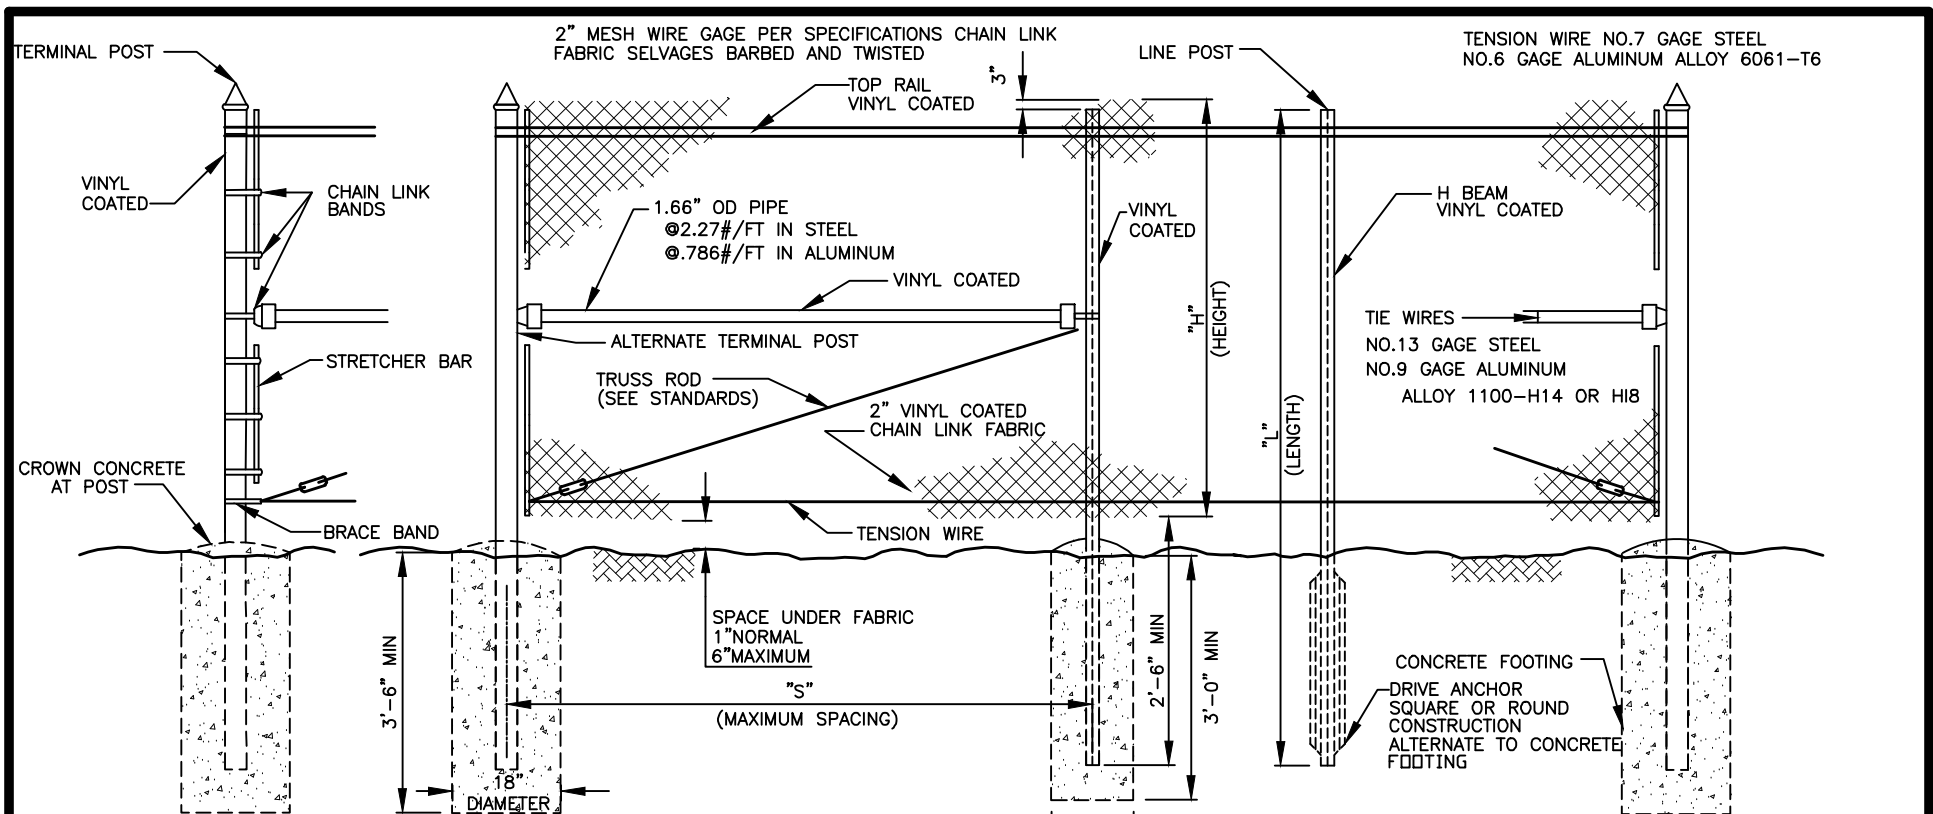 TERMINAL POST
2” MESH WIRE GAGE PER SPECIFICATIONS CHAIN LINK
FABRIC SELVAGES BARBED AND TWISTED
3”
LINE POST
TENSION WIRE NO.7 GAGE STEEL
NO.6 GAGE ALUMINUM ALLOY 6061–T6
TOP RAIL
VINYL COATED
VINYL
COATED
CHAIN LINK
BANDS
1.66” OD PIPE
@2.27#/FT IN STEEL
@.786#/FT IN ALUMINUM
VINYL
COATED
H BEAM
VINYL COATED
VINYL COATED
”H”
(HEIGHT)
TIE WIRES
NO.13 GAGE STEEL
NO.9 GAGE ALUMINUM
ALLOY 1100–H14 OR HI8
ALTERNATE TERMINAL POST
STRETCHER BAR
TRUSS ROD
(SEE STANDARDS)
2” VINYL COATED
CHAIN LINK FABRIC
”L”
(LENGTH)
CROWN CONCRETE
AT POST
BRACE BAND
TENSION WIRE
SPACE UNDER FABRIC
1”NORMAL
6”MAXIMUM
3’–6” MIN
”S”
(MAXIMUM SPACING)
2’–6” MIN
3’–0” MIN
CONCRETE FOOTING
DRIVE ANCHOR
SQUARE OR ROUND
CONSTRUCTION
ALTERNATE TO CONCRETE
FOOTING
18”
DIAMETER